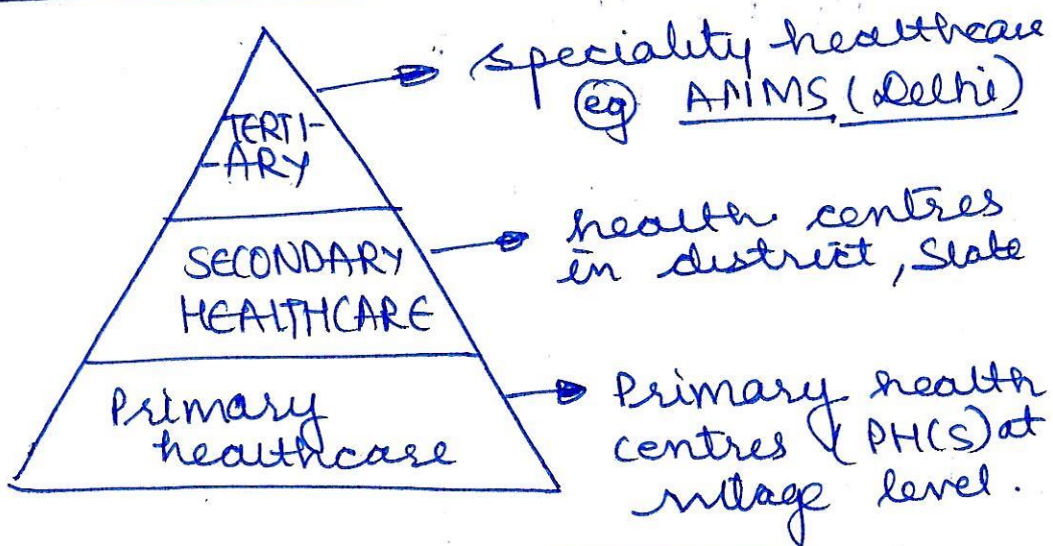 TERTI-
-ARY
speciality healthcare
eg AIIMS (Delhi)
SECONDARY
HEALTHCARE
health centres
in district, State
Primary
healthcare
Primary health
centres (PHCS) at
village level.